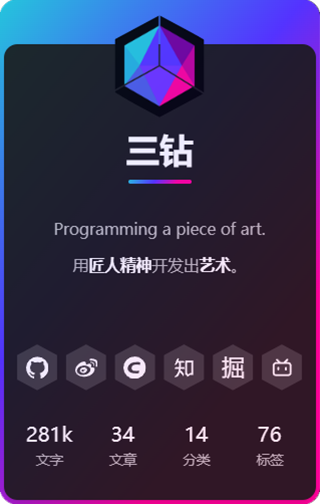 三钻
Programming a piece of art.
用匠人精神开发出艺术。
知 掘
281k 34 14 76
文字 文章 分类 标签